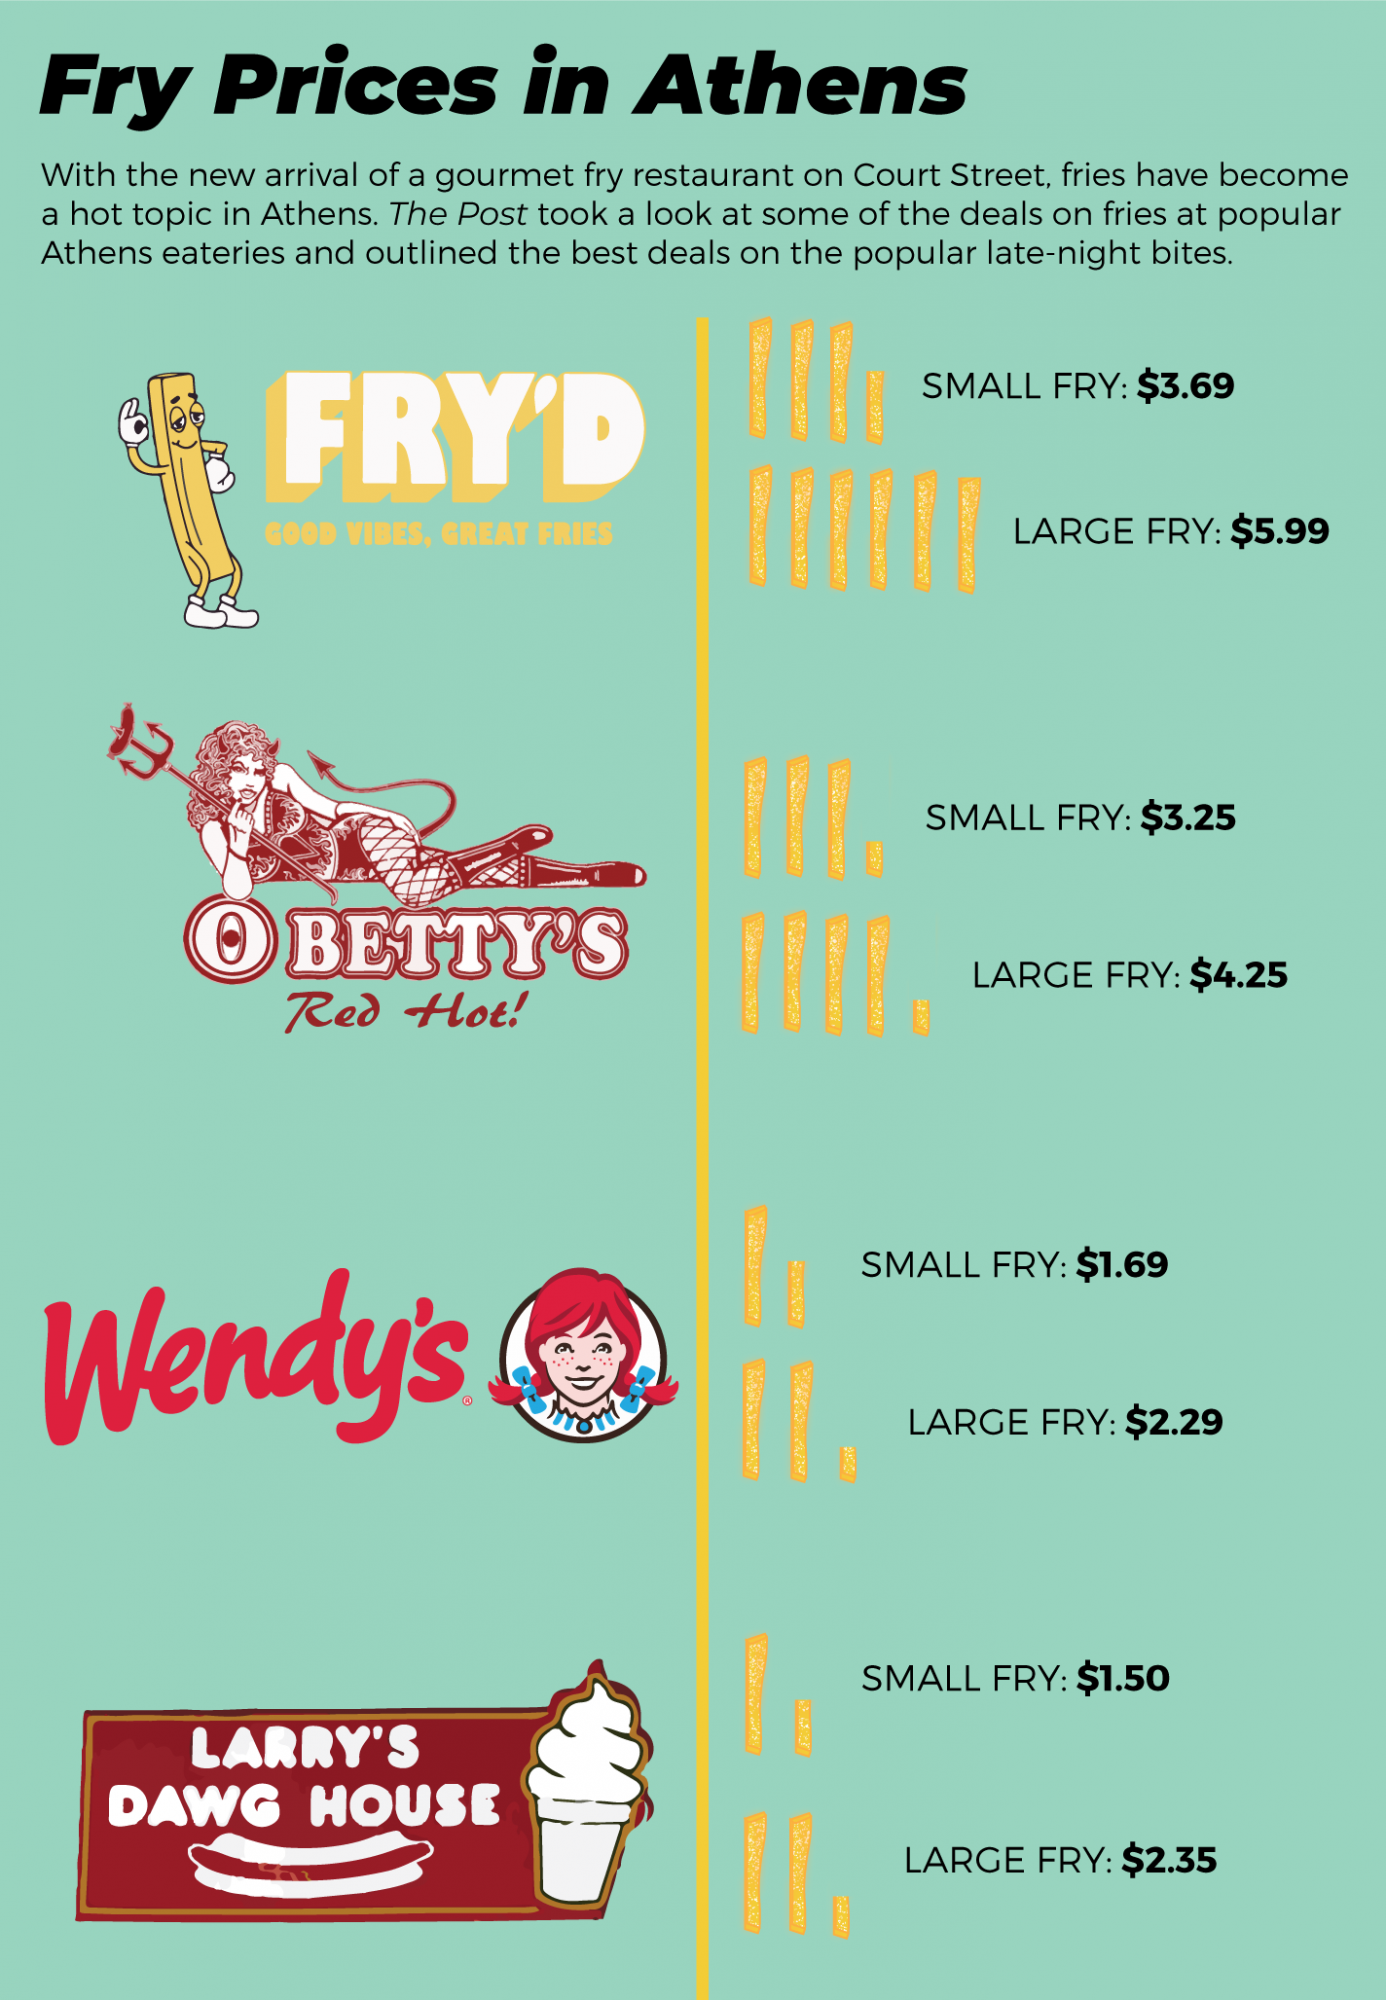 Fry Prices in Athens
With the new arrival of a gourmet fry restaurant on Court Street, fries have become
a hot topic in Athens. The Post took a look at some of the deals on fries at popular
Athens eateries and outlined the best deals on the popular late-night bites.
FRY'D
GOOD VIBES, GREAT FRIES
SMALL FRY: $3.69
LARGE FRY: $5.99
O BETTY'S
Red Hot!
SMALL FRY: $3.25
LARGE FRY: $4.25
Wendy's®
SMALL FRY: $1.69
LARGE FRY: $2.29
LARRY'S
DAWG HOUSE
SMALL FRY: $1.50
LARGE FRY: $2.35